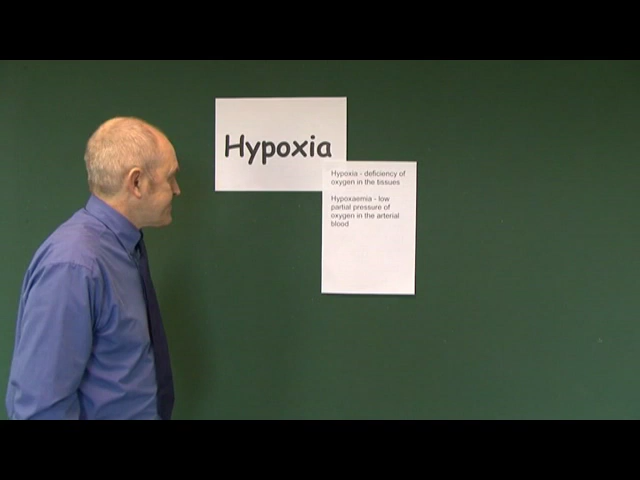 Hypoxia
Hypoxia - deficiency of
oxygen in the tissues
Hypoxaemia - low
partial pressure of
oxygen in the arterial
blood